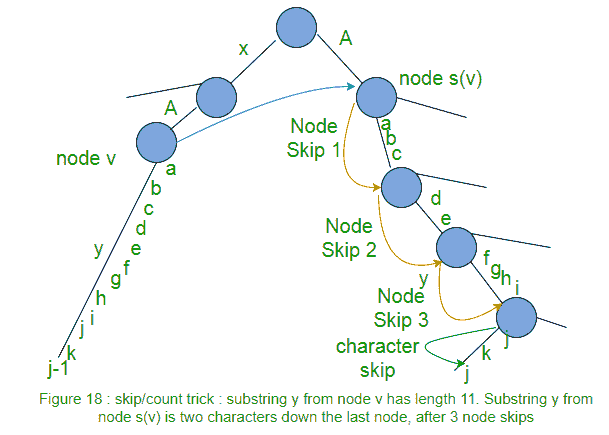 x
A
A
node s(v)
node v
a
b
c
d
e
f
g
h
i
j
k
y
j-1
Node
Skip 1
a
b
c
Node
Skip 2
d
e
y
Node
Skip 3
f
g
h
i
character
skip
j
k
j
Figure 18 : skip/count trick : substring y from node v has length 11. Substring y from
node s(v) is two characters down the last node, after 3 node skips